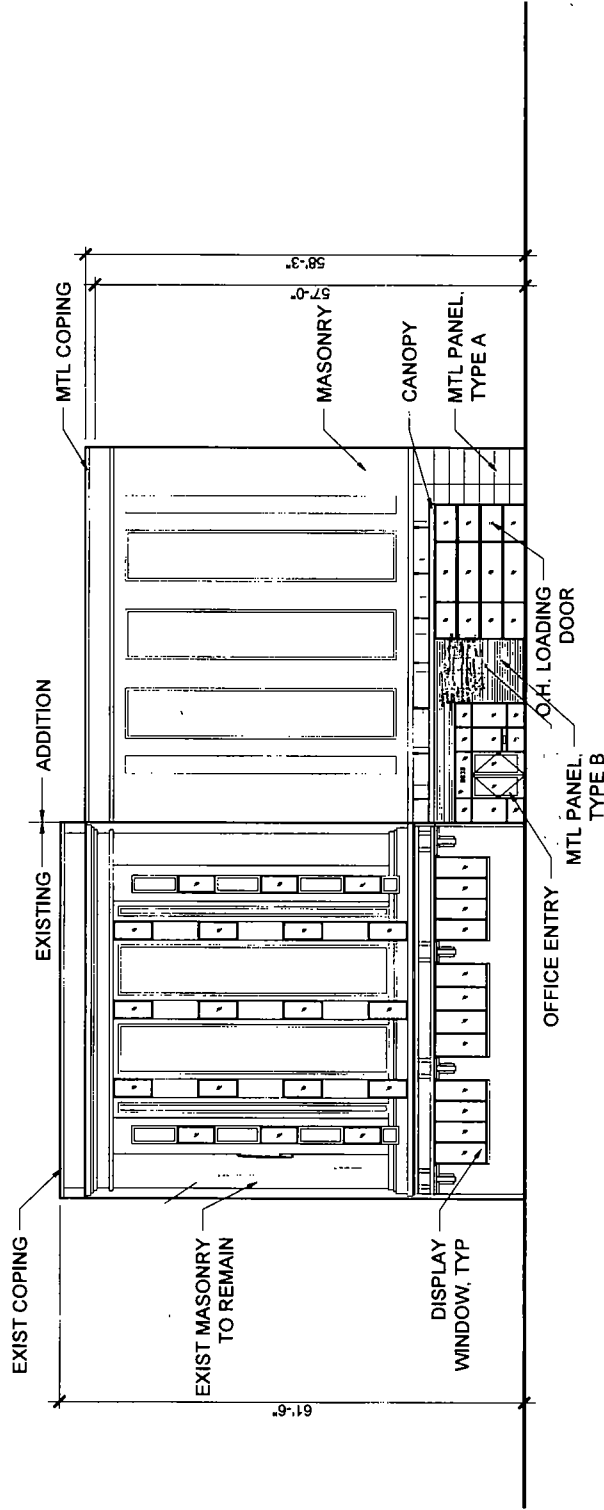 EXISTING
ADDITION
EXIST COPING
MTL COPING
61'-6"
58'-3"
57'-0"
EXIST MASONRY
TO REMAIN
MASONRY
CANOPY
DISPLAY
WINDOW, TYP
MTL PANEL,
TYPE A
OFFICE ENTRY
MTL PANEL,
TYPE B
O.H. LOADING
DOOR